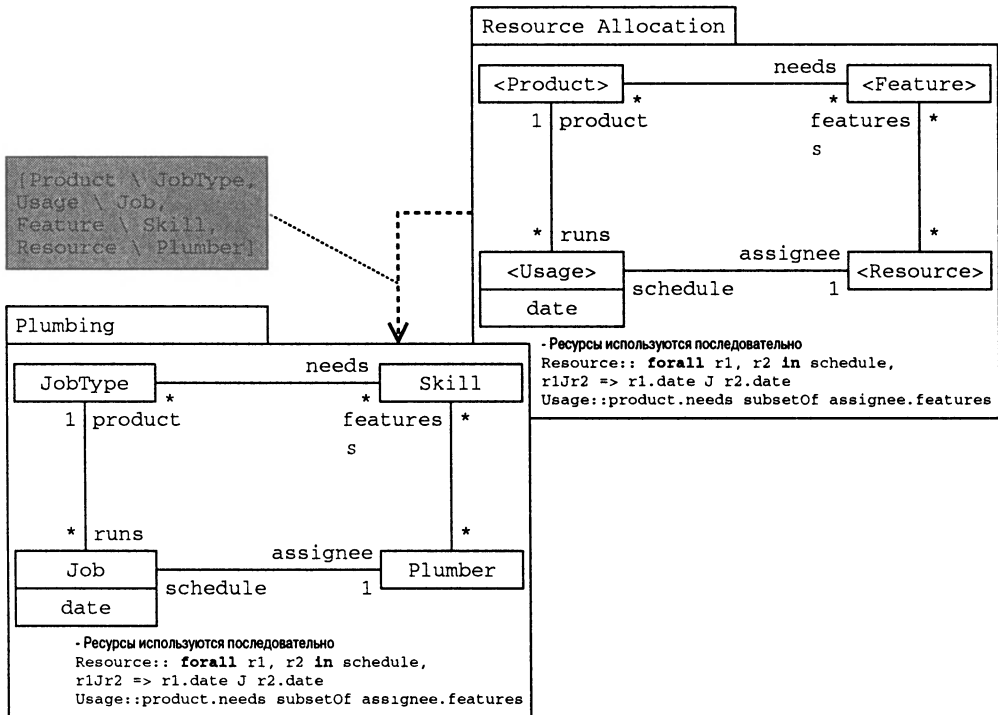 Resource Allocation
needs
<Product>
<Feature>
*
*
1
product
features
*
s
*
runs
*
assignee
<Usage>
<Resource>
schedule
1
date
- Ресурсы используются последовательно
Resource:: forall r1, r2 in schedule,
r1Jr2 => r1.date J r2.date
Usage::product.needs subsetOf assignee.features
[Product \ JobType,
Usage \ Job,
Feature \ Skill,
Resource \ Plumber]
Plumbing
needs
JobType
Skill
*
*
1
product
features
*
s
*
runs
*
assignee
Job
Plumber
schedule
1
date
- Ресурсы используются последовательно
Resource:: forall r1, r2 in schedule,
r1Jr2 => r1.date J r2.date
Usage::product.needs subsetOf assignee.features